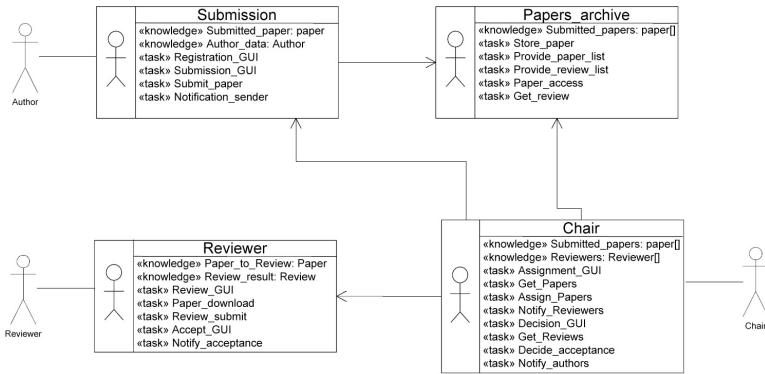 Submission
«knowledge» Submitted_paper: paper
«knowledge» Author_data: Author
«task» Registration_GUI
«task» Submission_GUI
«task» Submit_paper
«task» Notification_sender
Author
Papers_archive
«knowledge» Submitted_papers: paper[]
«task» Store_paper
«task» Provide_paper_list
«task» Provide_review_list
«task» Paper_access
«task» Get_review
Reviewer
«knowledge» Paper_to_Review: Paper
«knowledge» Review_result: Review
«task» Review_GUI
«task» Paper_download
«task» Review_submit
«task» Accept_GUI
«task» Notify_acceptance
Reviewer
Chair
«knowledge» Submitted_papers: paper[]
«knowledge» Reviewers: Reviewer[]
«task» Assignment_GUI
«task» Get_Papers
«task» Assign_Papers
«task» Notify_Reviewers
«task» Decision_GUI
«task» Get_Reviews
«task» Decide_acceptance
«task» Notify_authors
Chair